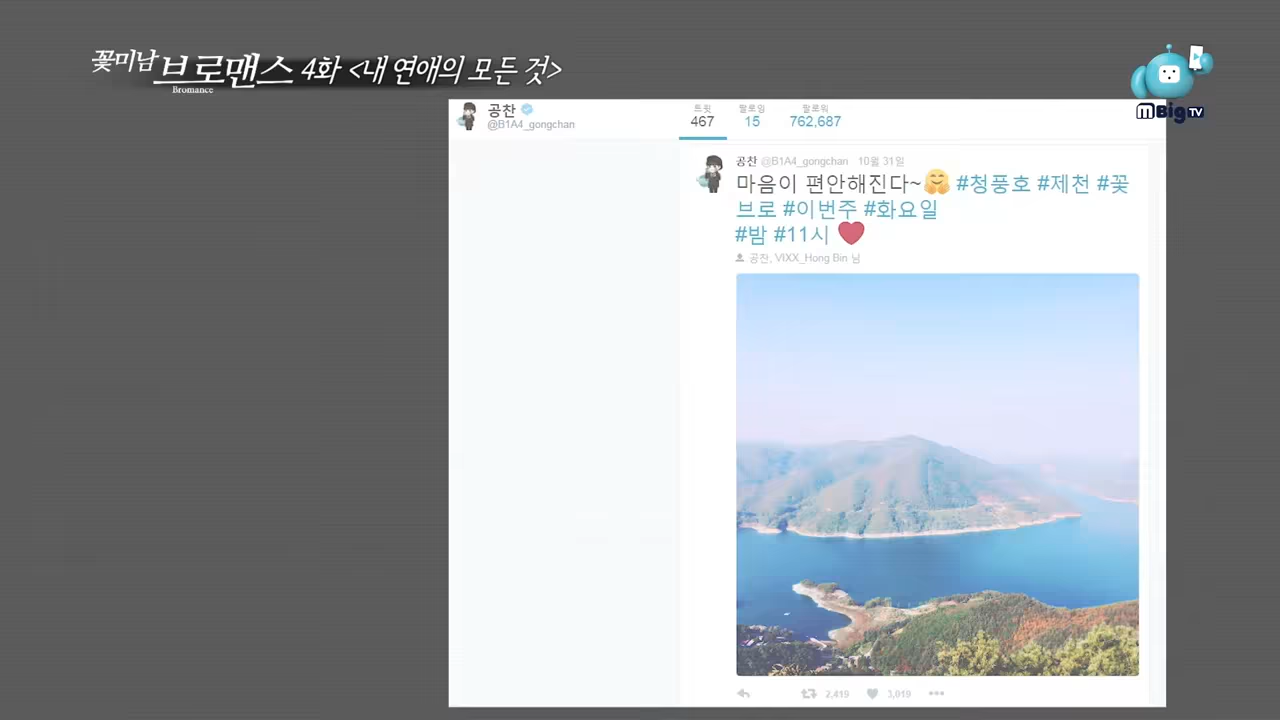 꽃미남 브로맨스 4화 <내 연애의 모든 것>
Bromance
mBig TV
공찬
@B1A4_gongchan
트윗 팔로잉 팔로워
467 15 762,687
공찬 @B1A4_gongchan 10월 31일
마음이 편안해진다~🤗 #청풍호 #제천 #꽃
브로 #이번주 #화요일
#밤 #11시 ❤
공찬, VIXX_Hong Bin 님
2,419 3,019